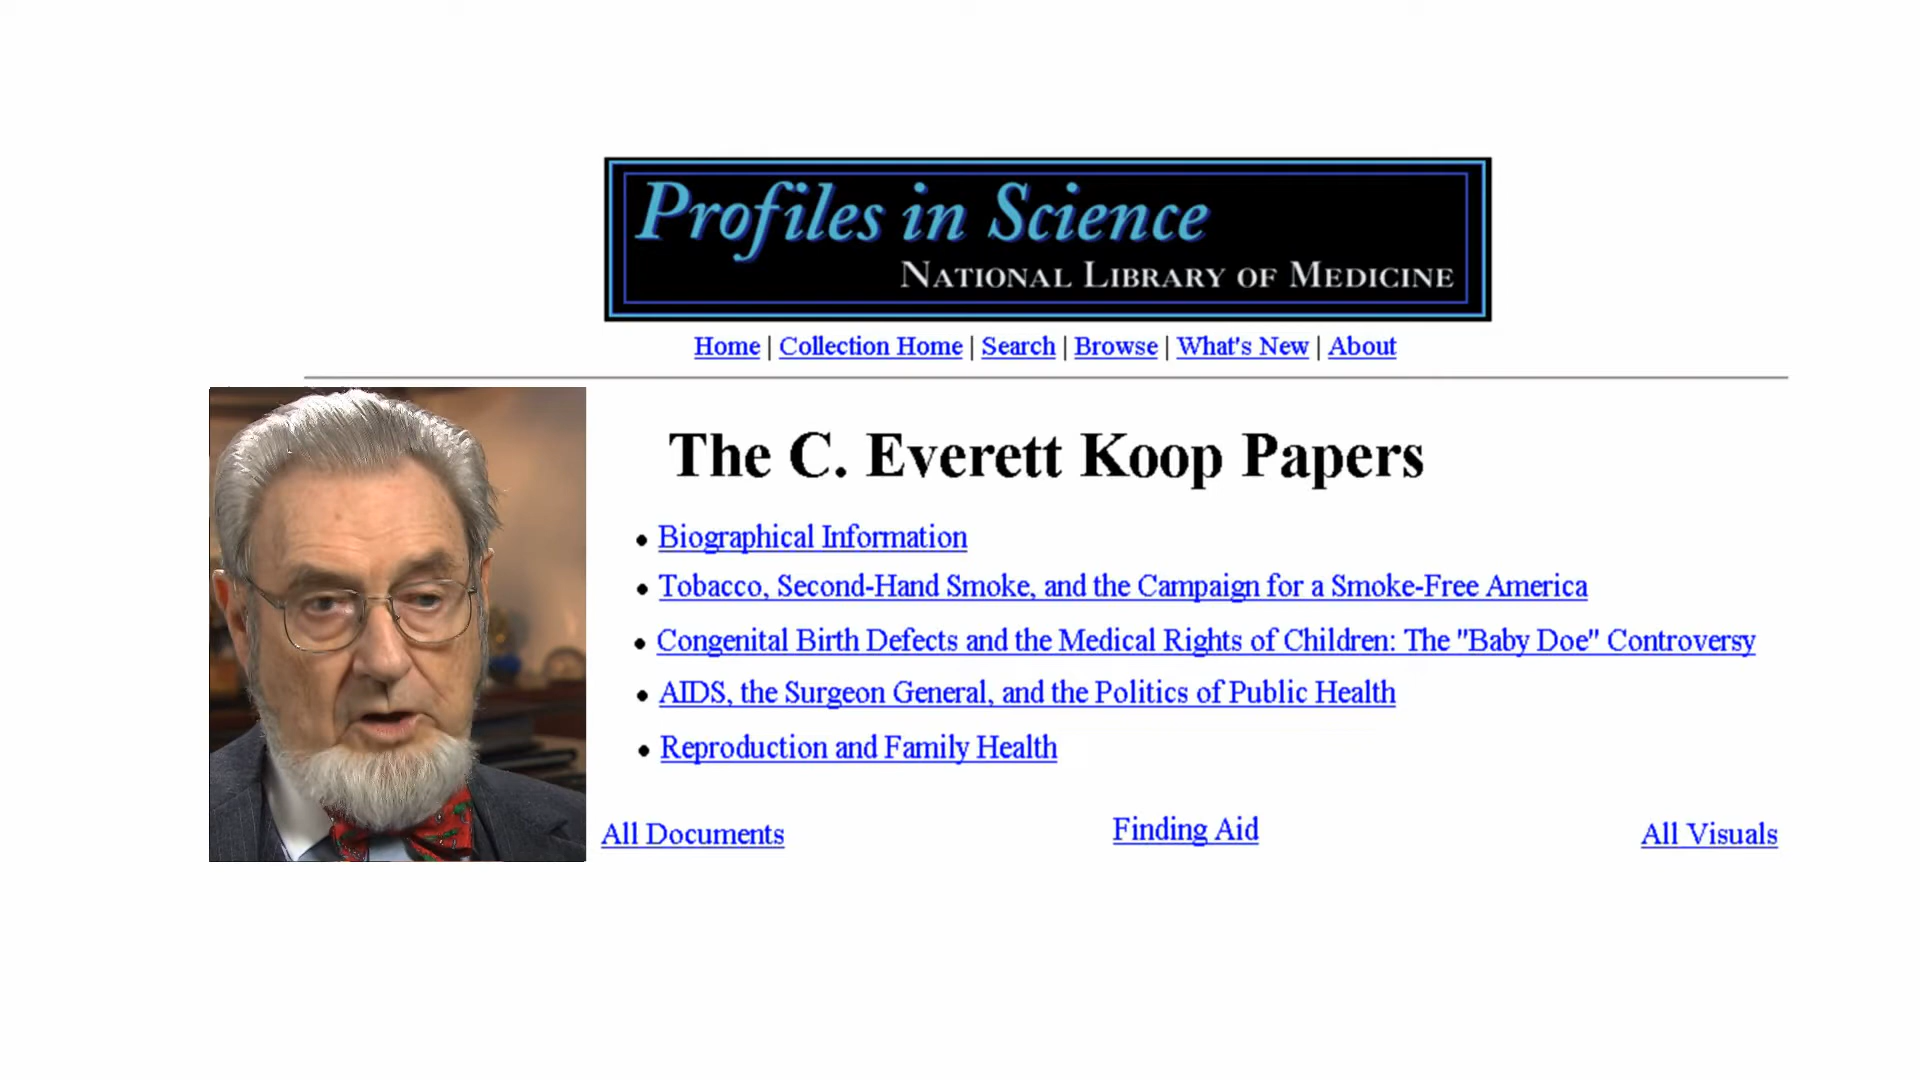 Profiles in Science
NATIONAL LIBRARY OF MEDICINE
Home | Collection Home | Search | Browse | What's New | About
The C. Everett Koop Papers
• Biographical Information
• Tobacco, Second-Hand Smoke, and the Campaign for a Smoke-Free America
• Congenital Birth Defects and the Medical Rights of Children: The "Baby Doe" Controversy
• AIDS, the Surgeon General, and the Politics of Public Health
• Reproduction and Family Health
All Documents Finding Aid All Visuals